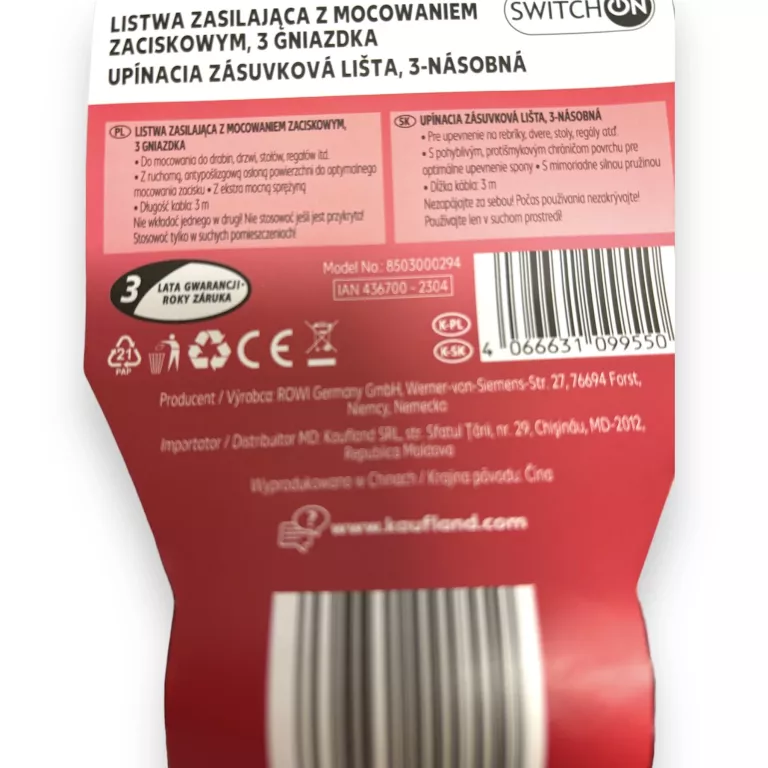 LISTWA ZASILAJĄCA Z MOCOWANIEM
ZACISKOWYM, 3 GNIAZDKA
UPÍNACIA ZÁSUVKOVÁ LIŠTA, 3-NÁSOBNÁ
SWITCH ON
PL LISTWA ZASILAJĄCA Z MOCOWANIEM ZACISKOWYM,
3 GNIAZDKA
• Do mocowania do drabin, drzwi, stołów, regałów itd.
• Z ruchomą, antypoślizgową osłoną powierzchni do optymalnego
mocowania zacisku • Z ekstra mocną sprężyną
• Długość kabla: 3 m
Nie wkładać jednego w drugi! Nie stosować jeśli jest przykryta!
Stosować tylko w suchych pomieszczeniach!
SK UPÍNACIA ZÁSUVKOVÁ LIŠTA, 3-NÁSOBNÁ
• Pre upevnenie na rebríky, dvere, stoly, regály atď.
• S pohyblivým, protišmykovým chráničom povrchu pre
optimálne upevnenie spony • S mimoriadne silnou pružinou
• Dĺžka kábla: 3 m
Nezapájajte za sebou! Počas používania nezakrývajte!
Používajte len v suchom prostredí!
3 LATA GWARANCJI•
ROKY ZÁRUKA
Model No.: 8503000294
IAN 436700 - 2304
K-PL
K-SK
4 066631 099550
21
PAP
CE
Producent / Výrobca: ROWI Germany GmbH, Werner-von-Siemens-Str. 27, 76694 Forst,
Niemcy, Nemecko
Importator / Distribuitor MD: Kaufland SRL, str. Sfatul Țării, nr. 29, Chișinău, MD-2012,
Republica Moldova
Wyprodukowano w Chinach / Krajina pôvodu: Čína
www.kaufland.com